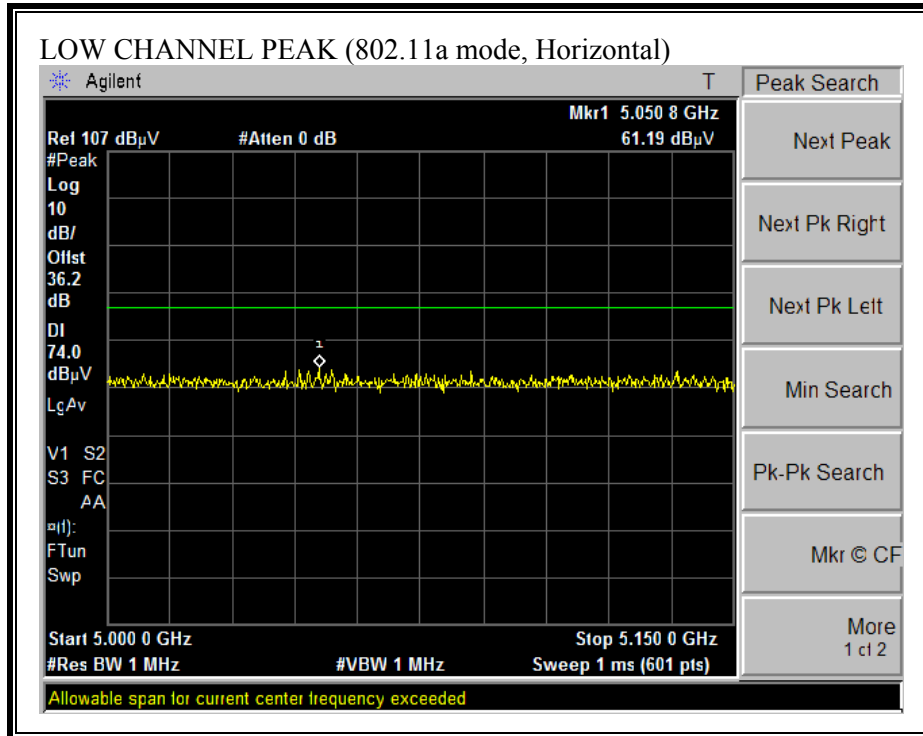 LOW CHANNEL PEAK (802.11a mode, Horizontal)
Agilent T
Peak Search
Mkr1 5.050 8 GHz
Ref 107 dBµV #Atten 0 dB 61.19 dBµV
#Peak
Log
10
dB/
Offst
36.2
dB
DI
74.0
dBµV
LgAv
V1 S2
S3 FC
AA
¤(f):
FTun
Swp
1
Start 5.000 0 GHz Stop 5.150 0 GHz
#Res BW 1 MHz #VBW 1 MHz Sweep 1 ms (601 pts)
Allowable span for current center frequency exceeded
Next Peak
Next Pk Right
Next Pk Left
Min Search
Pk-Pk Search
Mkr © CF
More
1 of 2